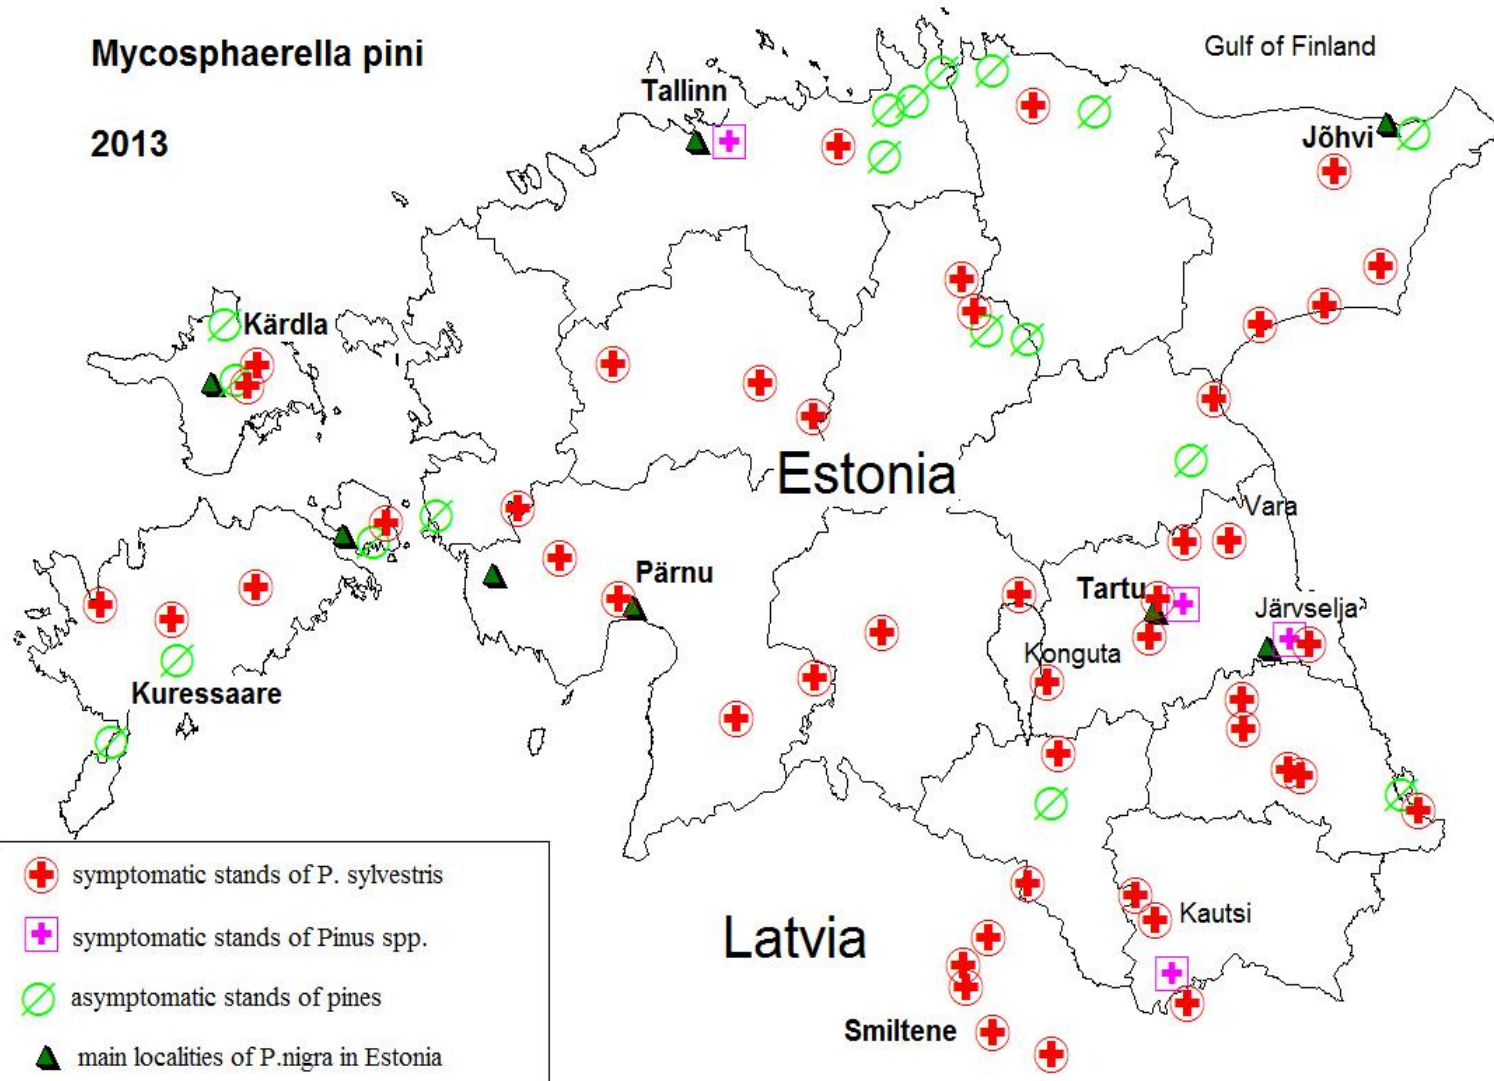 Mycosphaerella pini
Gulf of Finland
Tallinn
2013
Jõhvi
Kärdla
Estonia
Vara
Pärnu
Tartu
Järvselja
Konguta
Kuressaare
symptomatic stands of P. sylvestris
Kautsi
symptomatic stands of Pinus spp.
Latvia
asymptomatic stands of pines
Smiltene
main localities of P.nigra in Estonia